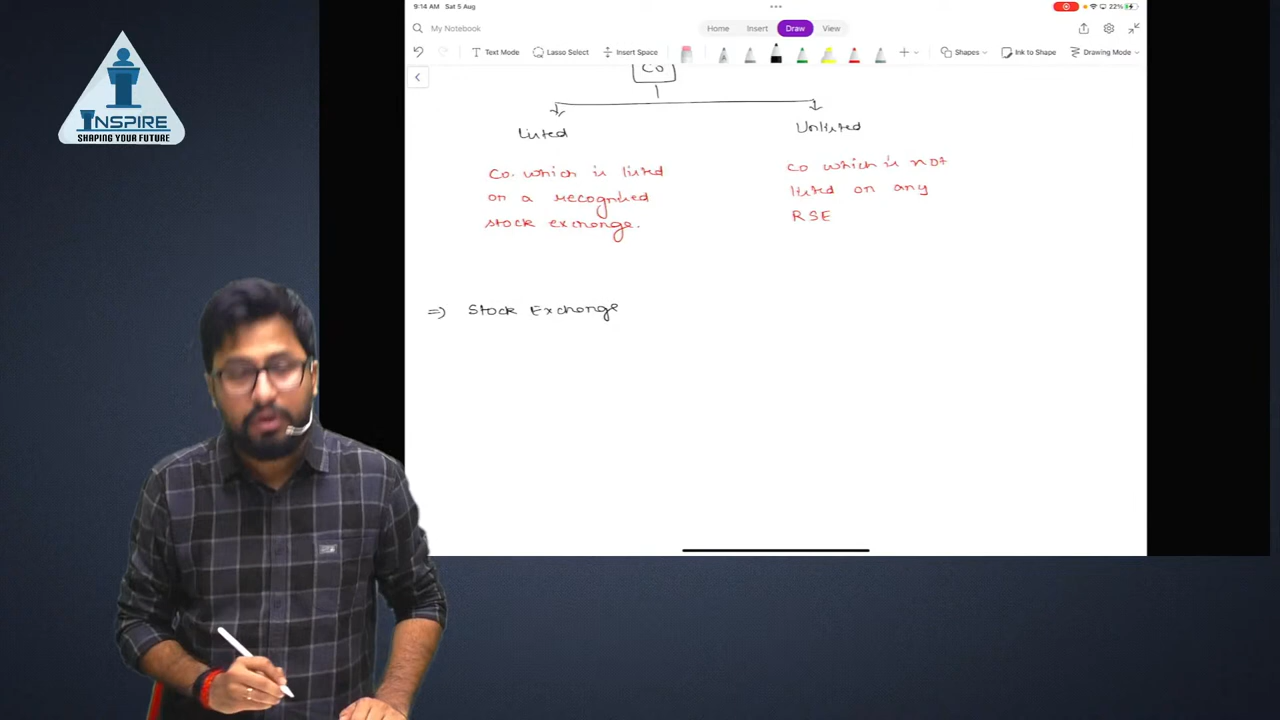 9:14 AM Sat 5 Aug
22%
My Notebook
Home Insert Draw View
Text Mode Lasso Select Insert Space Shapes Ink to Shape Drawing Mode
INSPIRE
SHAPING YOUR FUTURE
Co
Listed Unlisted
Co. which is listed
on a recognised
stock exchange.
Co which is not
listed on any
RSE
=> Stock Exchange